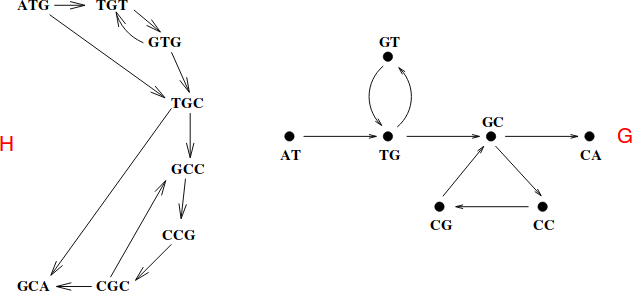 ATG TGT
GTG
TGC
H
GCC
CCG
GCA CGC
GT
GC
AT TG CA G
CG CC